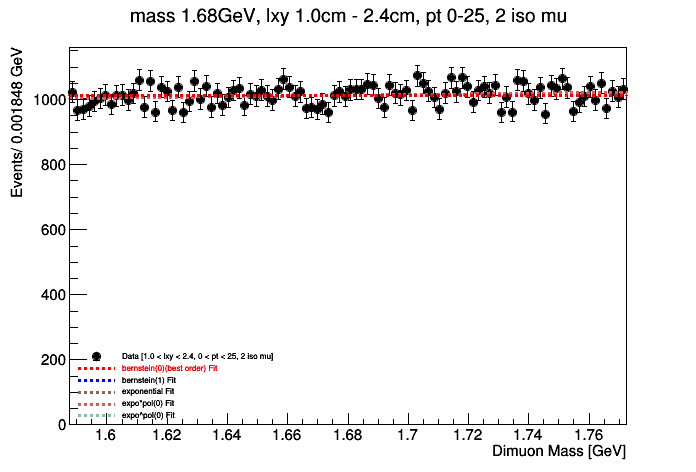 mass 1.68GeV, lxy 1.0cm - 2.4cm, pt 0-25, 2 iso mu
Events/ 0.001848 GeV
1000
800
600
400
200
0
Data [1.0 < lxy < 2.4, 0 < pt < 25, 2 iso mu]
bernstein(0)(best order) Fit
bernstein(1) Fit
exponential Fit
expo*pol(0) Fit
expo^pol(0) Fit
1.6 1.62 1.64 1.66 1.68 1.7 1.72 1.74 1.76
Dimuon Mass [GeV]